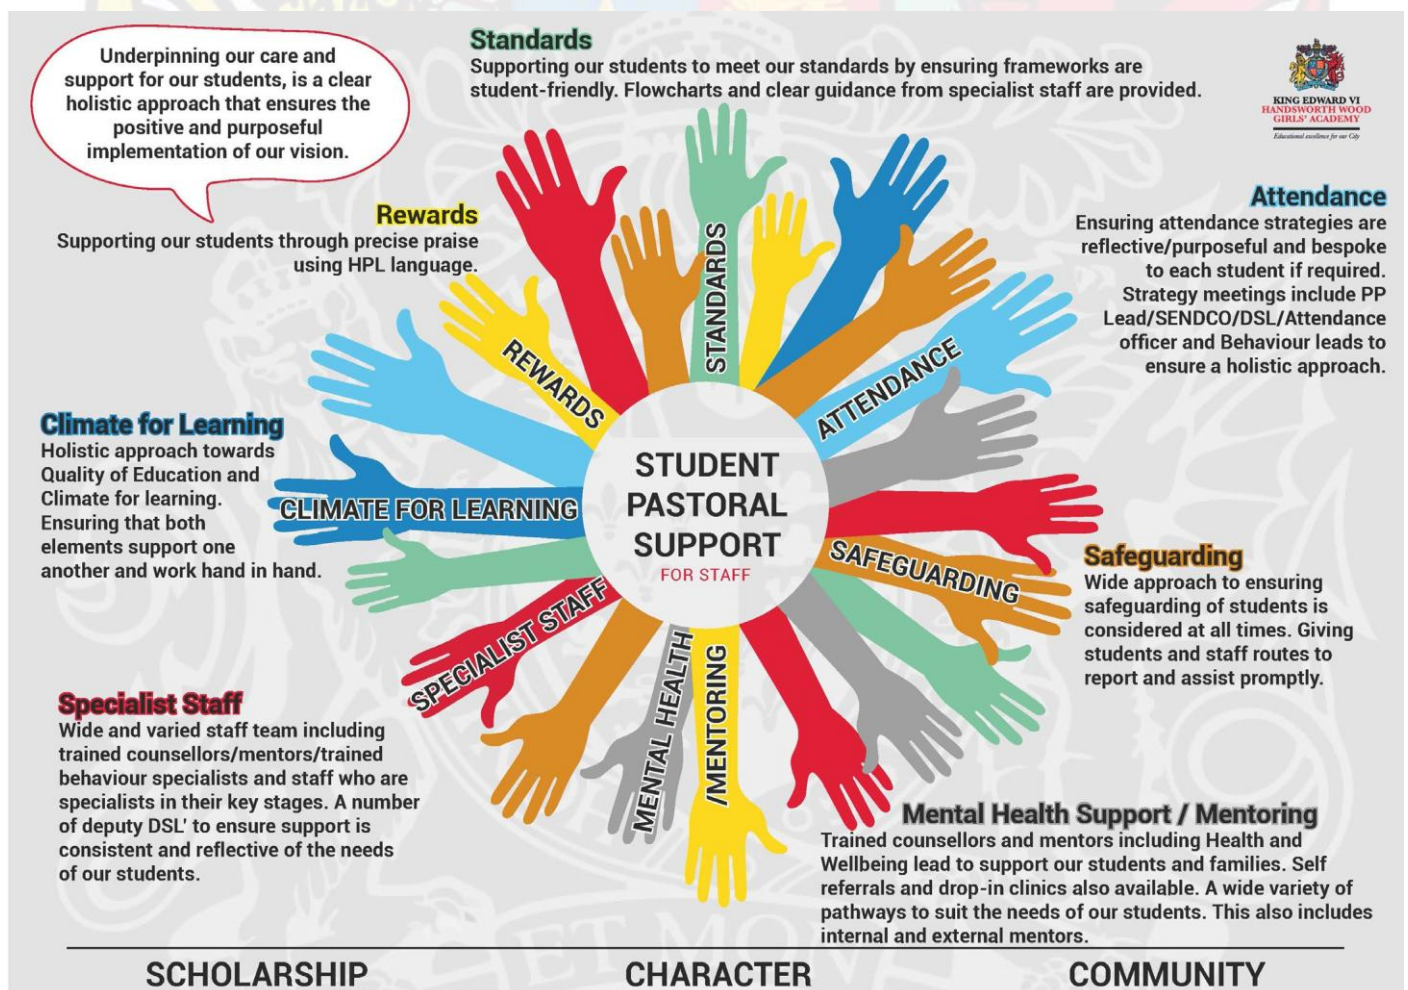 Underpinning our care and
support for our students, is a clear
holistic approach that ensures the
positive and purposeful
implementation of our vision.
Standards
Supporting our students to meet our standards by ensuring frameworks are
student-friendly. Flowcharts and clear guidance from specialist staff are provided.
KING EDWARD VI
HANDSWORTH WOOD
GIRLS' ACADEMY
Educational excellence for our City
Rewards
Supporting our students through precise praise
using HPL language.
Attendance
Ensuring attendance strategies are
reflective/purposeful and bespoke
to each student if required.
Strategy meetings include PP
Lead/SENDCO/DSL/Attendance
officer and Behaviour leads to
ensure a holistic approach.
Climate for Learning
Holistic approach towards
Quality of Education and
Climate for learning.
Ensuring that both
elements support one
another and work hand in hand.
STANDARDS
REWARDS
ATTENDANCE
CLIMATE FOR LEARNING
STUDENT
PASTORAL
SUPPORT
FOR STAFF
SAFEGUARDING
SPECIALIST STAFF
MENTAL HEALTH
/MENTORING
Safeguarding
Wide approach to ensuring
safeguarding of students is
considered at all times. Giving
students and staff routes to
report and assist promptly.
Specialist Staff
Wide and varied staff team including
trained counsellors/mentors/trained
behaviour specialists and staff who are
specialists in their key stages. A number
of deputy DSL' to ensure support is
consistent and reflective of the needs
of our students.
Mental Health Support / Mentoring
Trained counsellors and mentors including Health and
Wellbeing lead to support our students and families. Self
referrals and drop-in clinics also available. A wide variety of
pathways to suit the needs of our students. This also includes
internal and external mentors.
ET MON
SCHOLARSHIP
CHARACTER
COMMUNITY